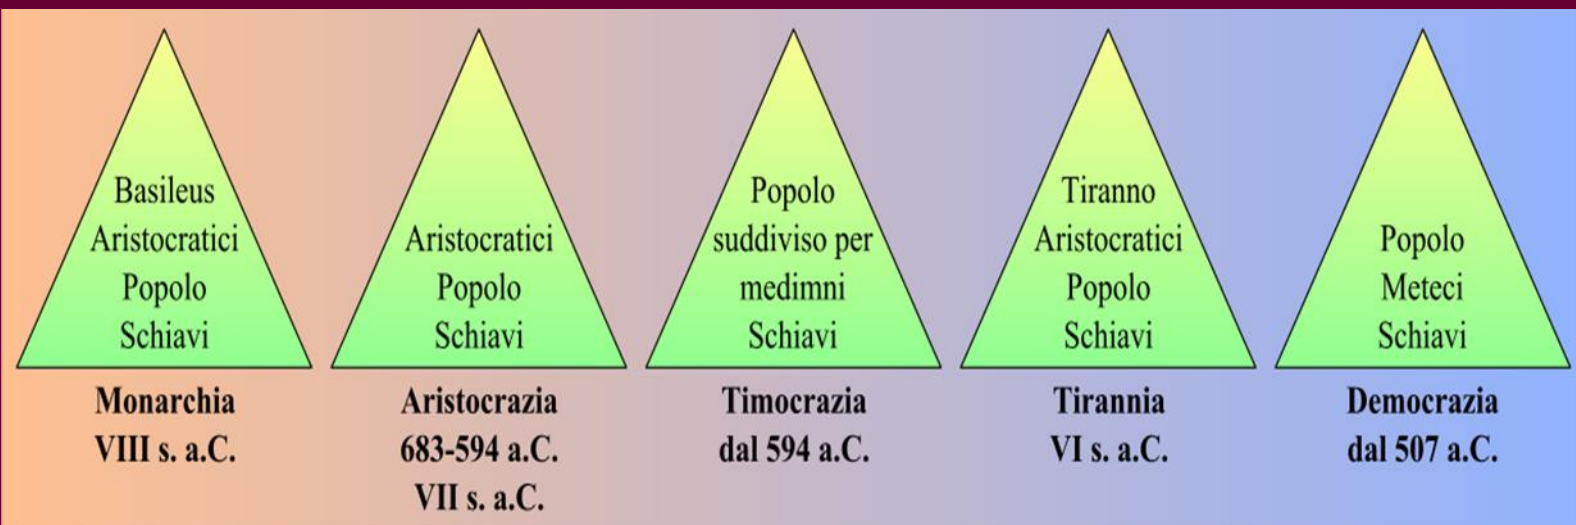 Basileus
Aristocratici
Popolo
Schiavi
Monarchia
VIII s. a.C.
Aristocratici
Popolo
Schiavi
Aristocrazia
683-594 a.C.
VII s. a.C.
Popolo
suddiviso per
medimni
Schiavi
Timocrazia
dal 594 a.C.
Tiranno
Aristocratici
Popolo
Schiavi
Tirannia
VI s. a.C.
Popolo
Meteci
Schiavi
Democrazia
dal 507 a.C.